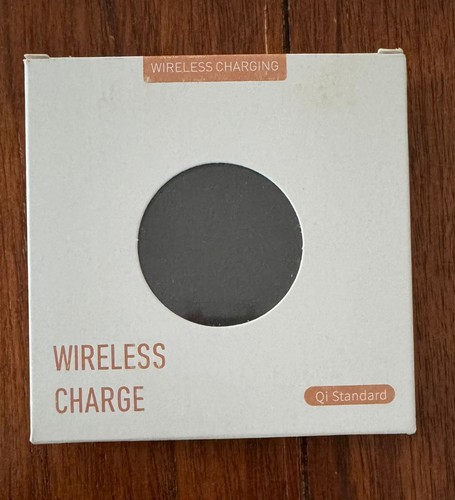 WIRELESS CHARGING
WIRELESS
CHARGE
Qi Standard